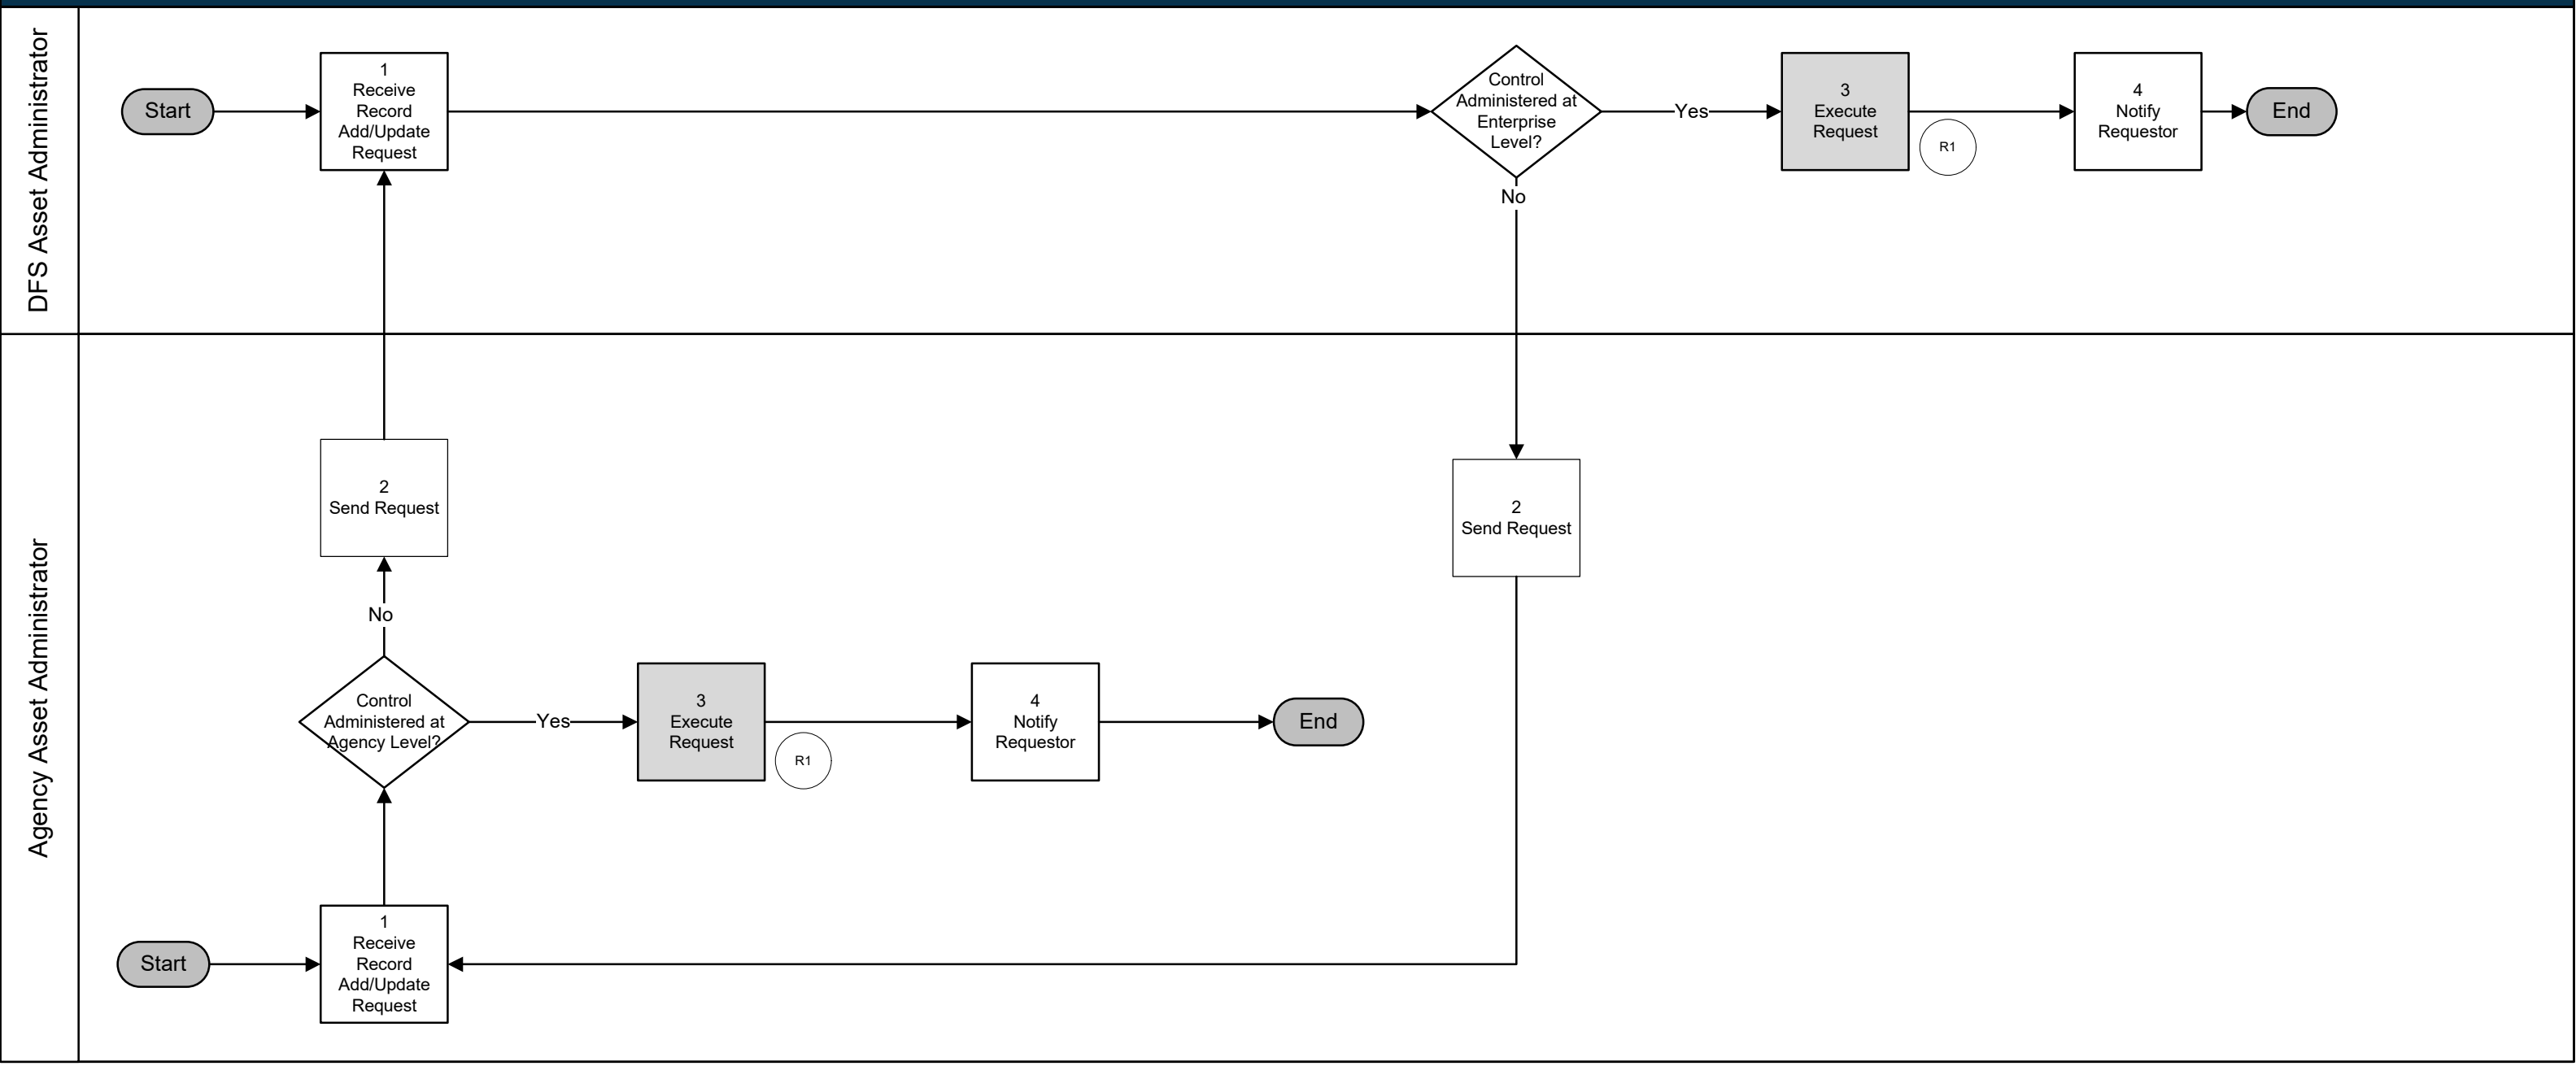 DFS Asset Administrator
Start
1
Receive
Record
Add/Update
Request
Control
Administered at
Enterprise
Level?
Yes
3
Execute
Request
R1
4
Notify
Requestor
End
No
Agency Asset Administrator
2
Send Request
2
Send Request
No
Control
Administered at
Agency Level?
Yes
3
Execute
Request
R1
4
Notify
Requestor
End
Start
1
Receive
Record
Add/Update
Request